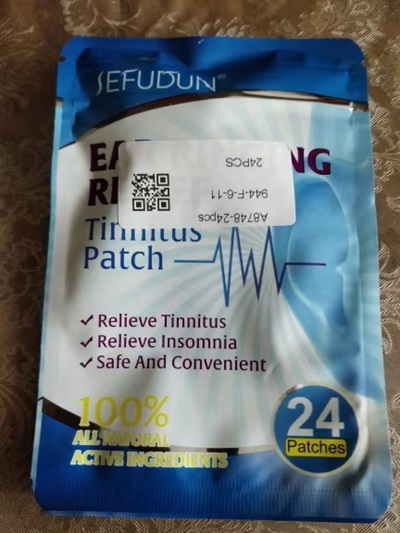 SEFUDUN®
24PCS
944-F-6-11
A8748-24pcs
Tinnitus
Patch
✓ Relieve Tinnitus
✓ Relieve Insomnia
✓ Safe And Convenient
100%
ALL NATURAL
ACTIVE INGREDIENTS
24
Patches